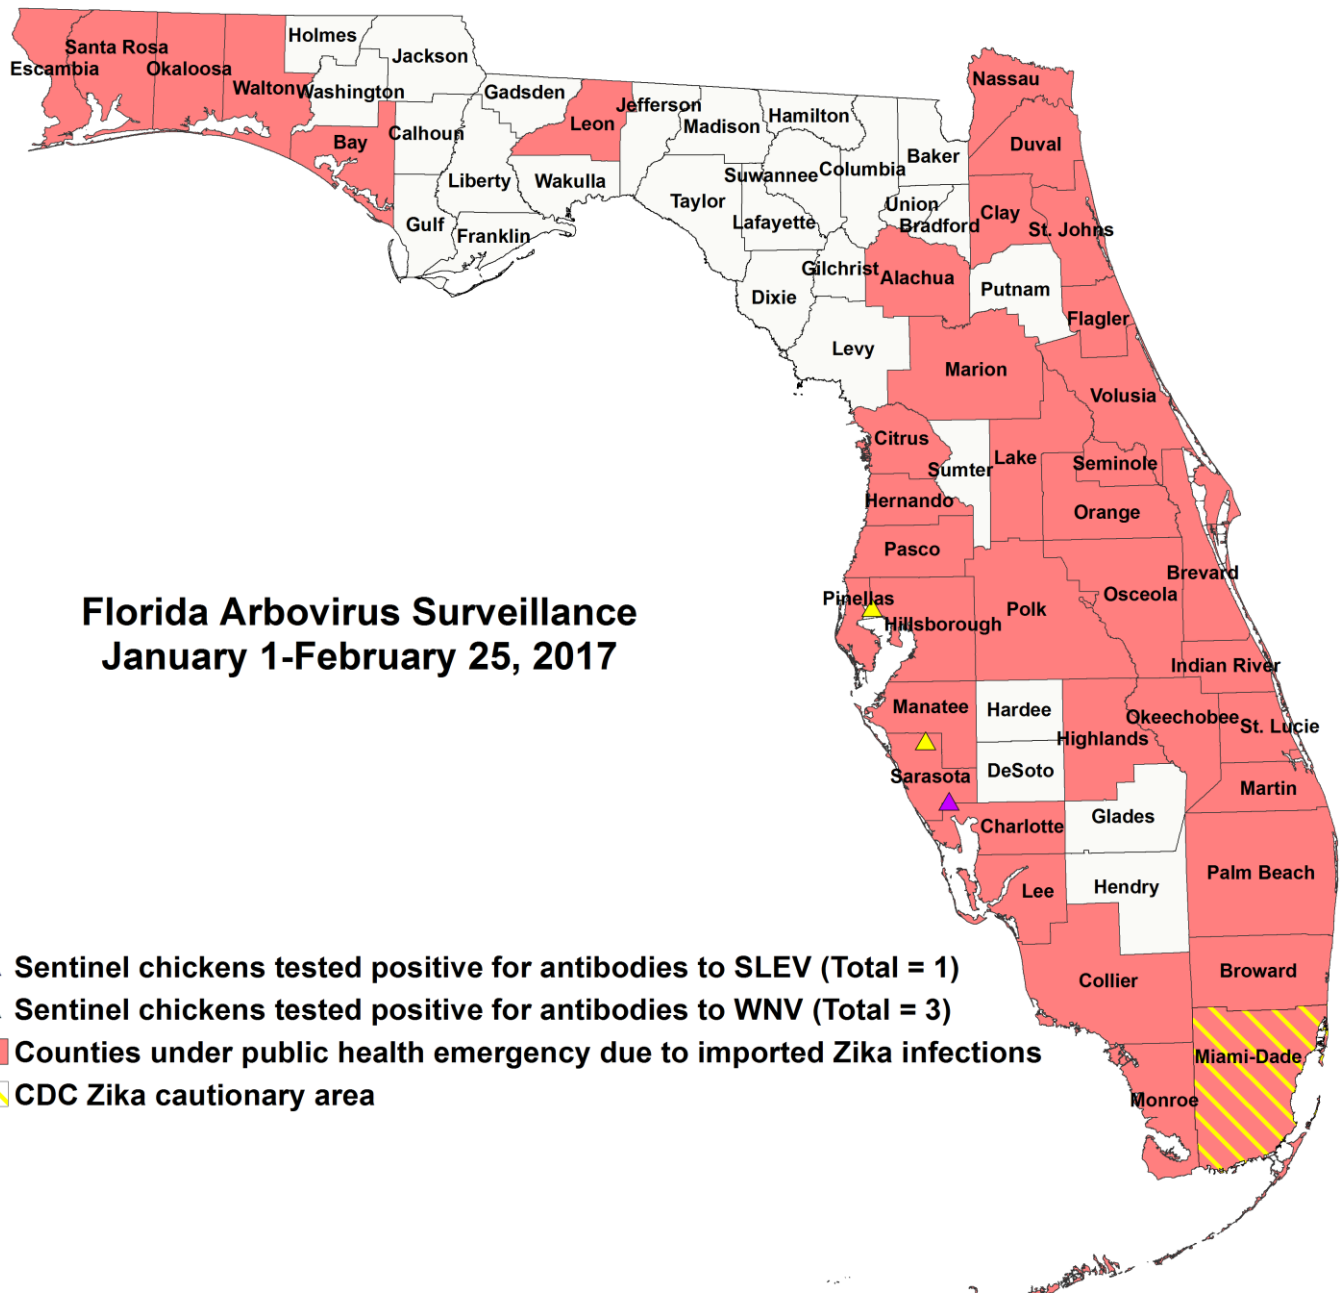 Holmes
Jackson
Santa Rosa
Escambia
Okaloosa
Walton
Washington
Gadsden
Jefferson
Leon
Madison
Hamilton
Nassau
Calhoun
Bay
Duval
Baker
Liberty
Wakulla
Suwannee
Columbia
Taylor
Union
Lafayette
Bradford
Clay
St. Johns
Gulf
Franklin
Gilchrist
Alachua
Putnam
Dixie
Flagler
Levy
Marion
Volusia
Citrus
Sumter
Lake
Seminole
Hernando
Orange
Pasco
Brevard
Osceola
Pinellas
Polk
Hillsborough
Florida Arbovirus Surveillance
January 1-February 25, 2017
Indian River
Manatee
Hardee
Okeechobee
St. Lucie
Highlands
Sarasota
DeSoto
Martin
Charlotte
Glades
Palm Beach
Lee
Hendry
Sentinel chickens tested positive for antibodies to SLEV (Total = 1)
Sentinel chickens tested positive for antibodies to WNV (Total = 3)
Counties under public health emergency due to imported Zika infections
CDC Zika cautionary area
Collier
Broward
Miami-Dade
Monroe